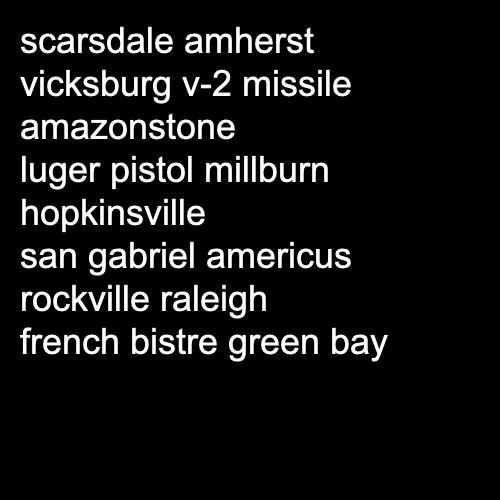 scarsdale amherst
vicksburg v-2 missile
amazonstone
luger pistol millburn
hopkinsville
san gabriel americus
rockville raleigh
french bistre green bay